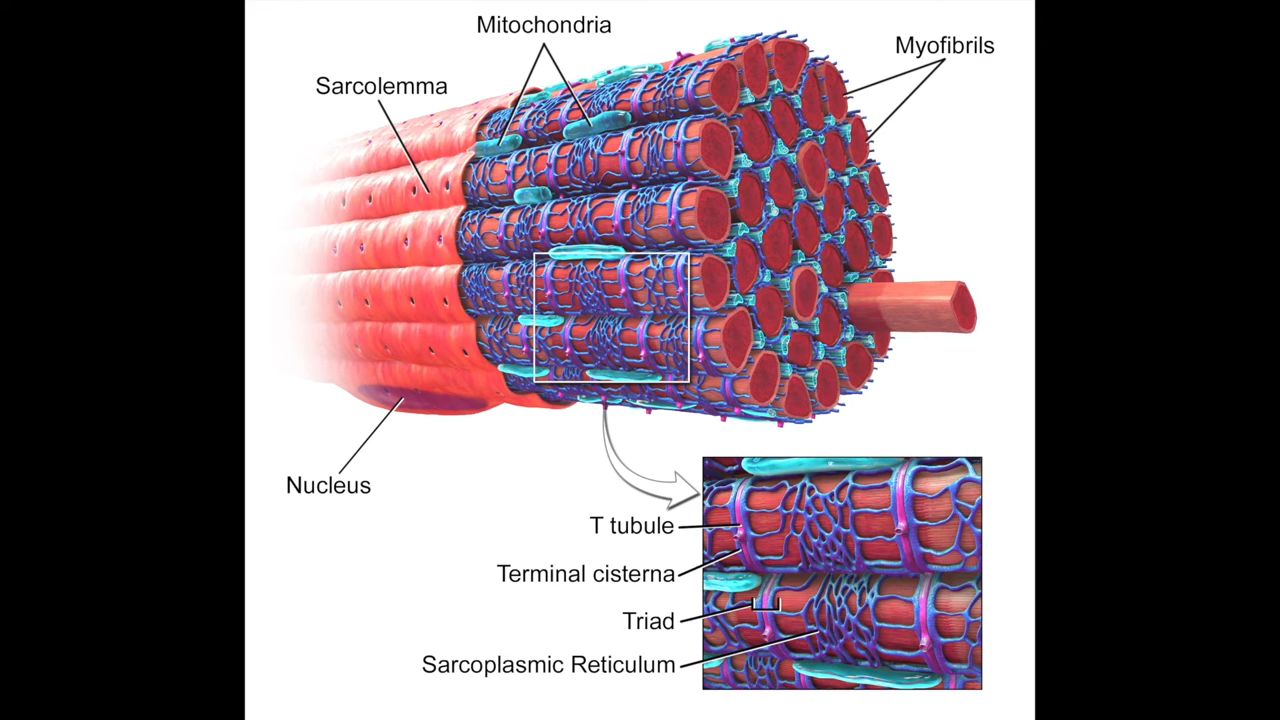 Mitochondria
Myofibrils
Sarcolemma
Nucleus
T tubule
Terminal cisterna
Triad
Sarcoplasmic Reticulum